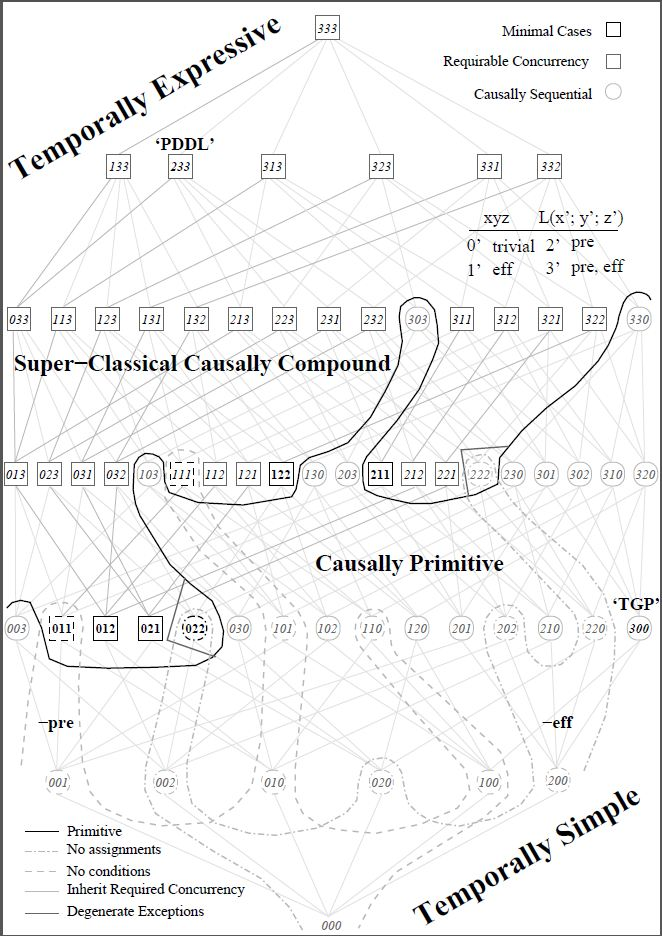 333
Temporally Expressive
Minimal Cases
Requirable Concurrency
Causally Sequential
'PDDL'
133 233 313 323 331 332
xyz L(x'; y'; z')
0' trivial 2' pre
1' eff 3' pre, eff
033 113 123 131 132 213 223 231 232 303 311 312 321 322 330
Super−Classical Causally Compound
013 023 031 032 103 111 112 121 122 130 203 211 212 221 222 230 301 302 310 320
Causally Primitive
'TGP'
003 011 012 021 022 030 101 102 110 120 201 202 210 220 300
−pre −eff
001 002 010 020 100 200
Temporally Simple
Primitive
No assignments
No conditions
Inherit Required Concurrency
Degenerate Exceptions
000